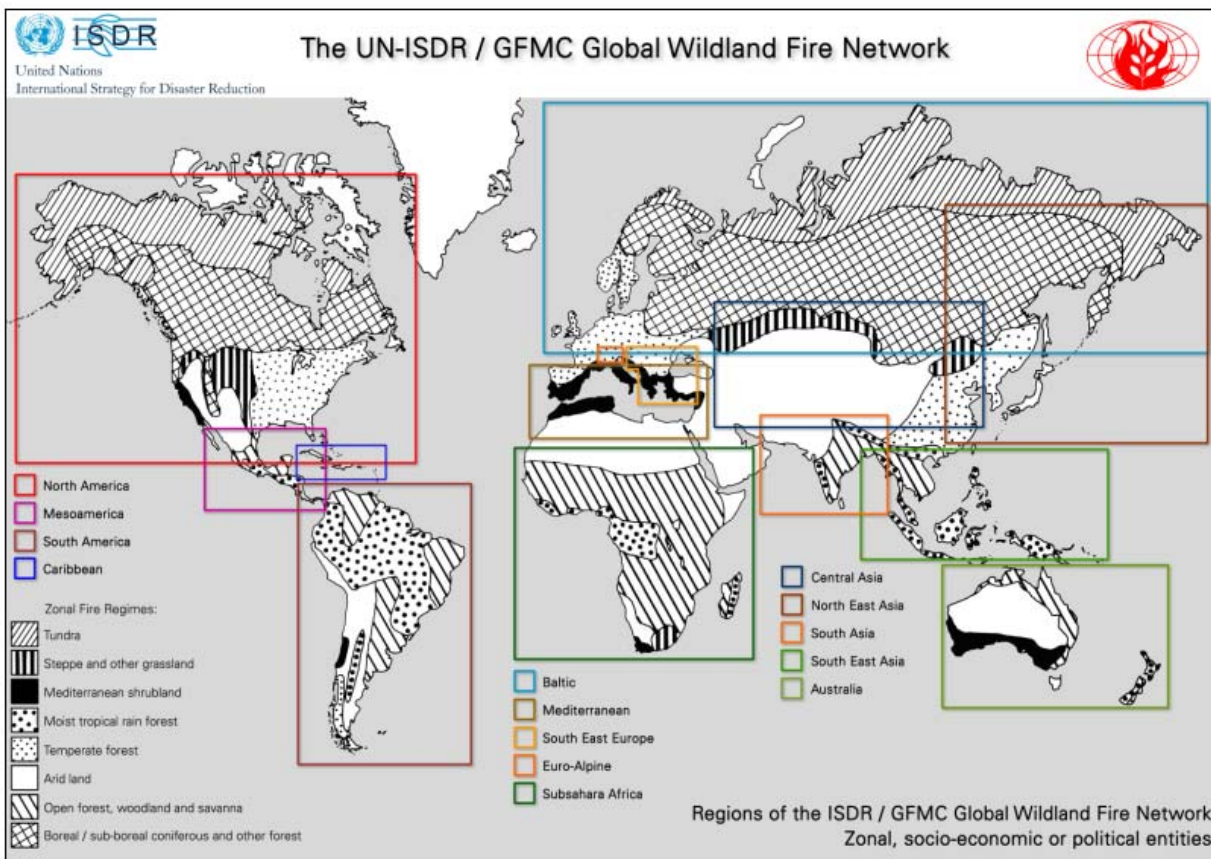 ISDR
United Nations
International Strategy for Disaster Reduction
The UN-ISDR / GFMC Global Wildland Fire Network
North America
Mesoamerica
South America
Caribbean
Zonal Fire Regimes:
Tundra
Steppe and other grassland
Mediterranean shrubland
Moist tropical rain forest
Temperate forest
Arid land
Open forest, woodland and savanna
Boreal / sub-boreal coniferous and other forest
Baltic
Mediterranean
South East Europe
Euro-Alpine
Subsahara Africa
Central Asia
North East Asia
South Asia
South East Asia
Australia
Regions of the ISDR / GFMC Global Wildland Fire Network
Zonal, socio-economic or political entities